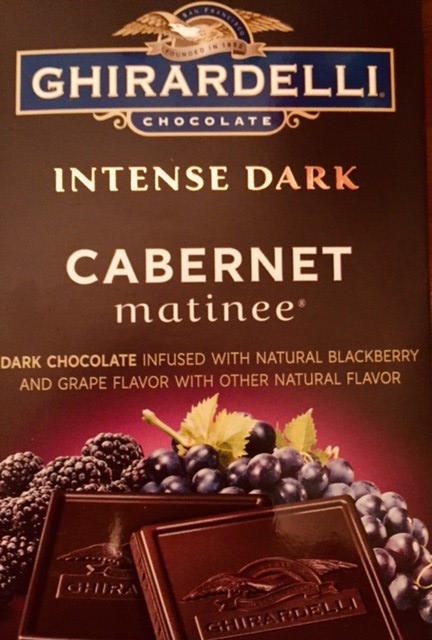 SAN FRANCISCO
FOUNDED IN 1852
GHIRARDELLI®
CHOCOLATE
INTENSE DARK
CABERNET
matinee®
DARK CHOCOLATE INFUSED WITH NATURAL BLACKBERRY
AND GRAPE FLAVOR WITH OTHER NATURAL FLAVOR
GHIRA
GHIRARDELLI